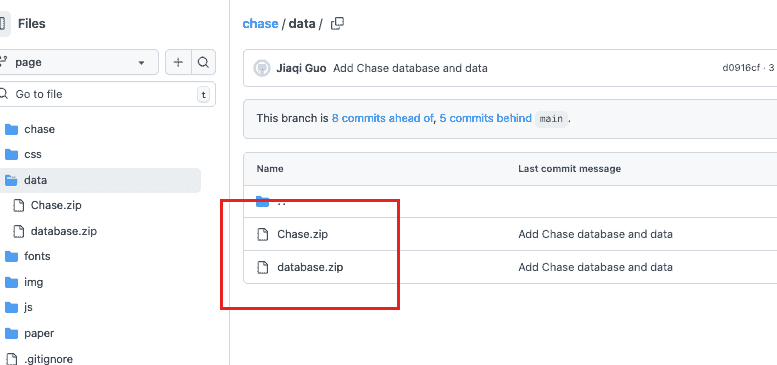 Files
chase / data /
page
Go to file
t
Jiaqi Guo Add Chase database and data
d0916cf · 3
This branch is 8 commits ahead of, 5 commits behind main .
chase
css
data
Chase.zip
database.zip
fonts
img
js
paper
.gitignore
Name Last commit message
..
Chase.zip Add Chase database and data
database.zip Add Chase database and data